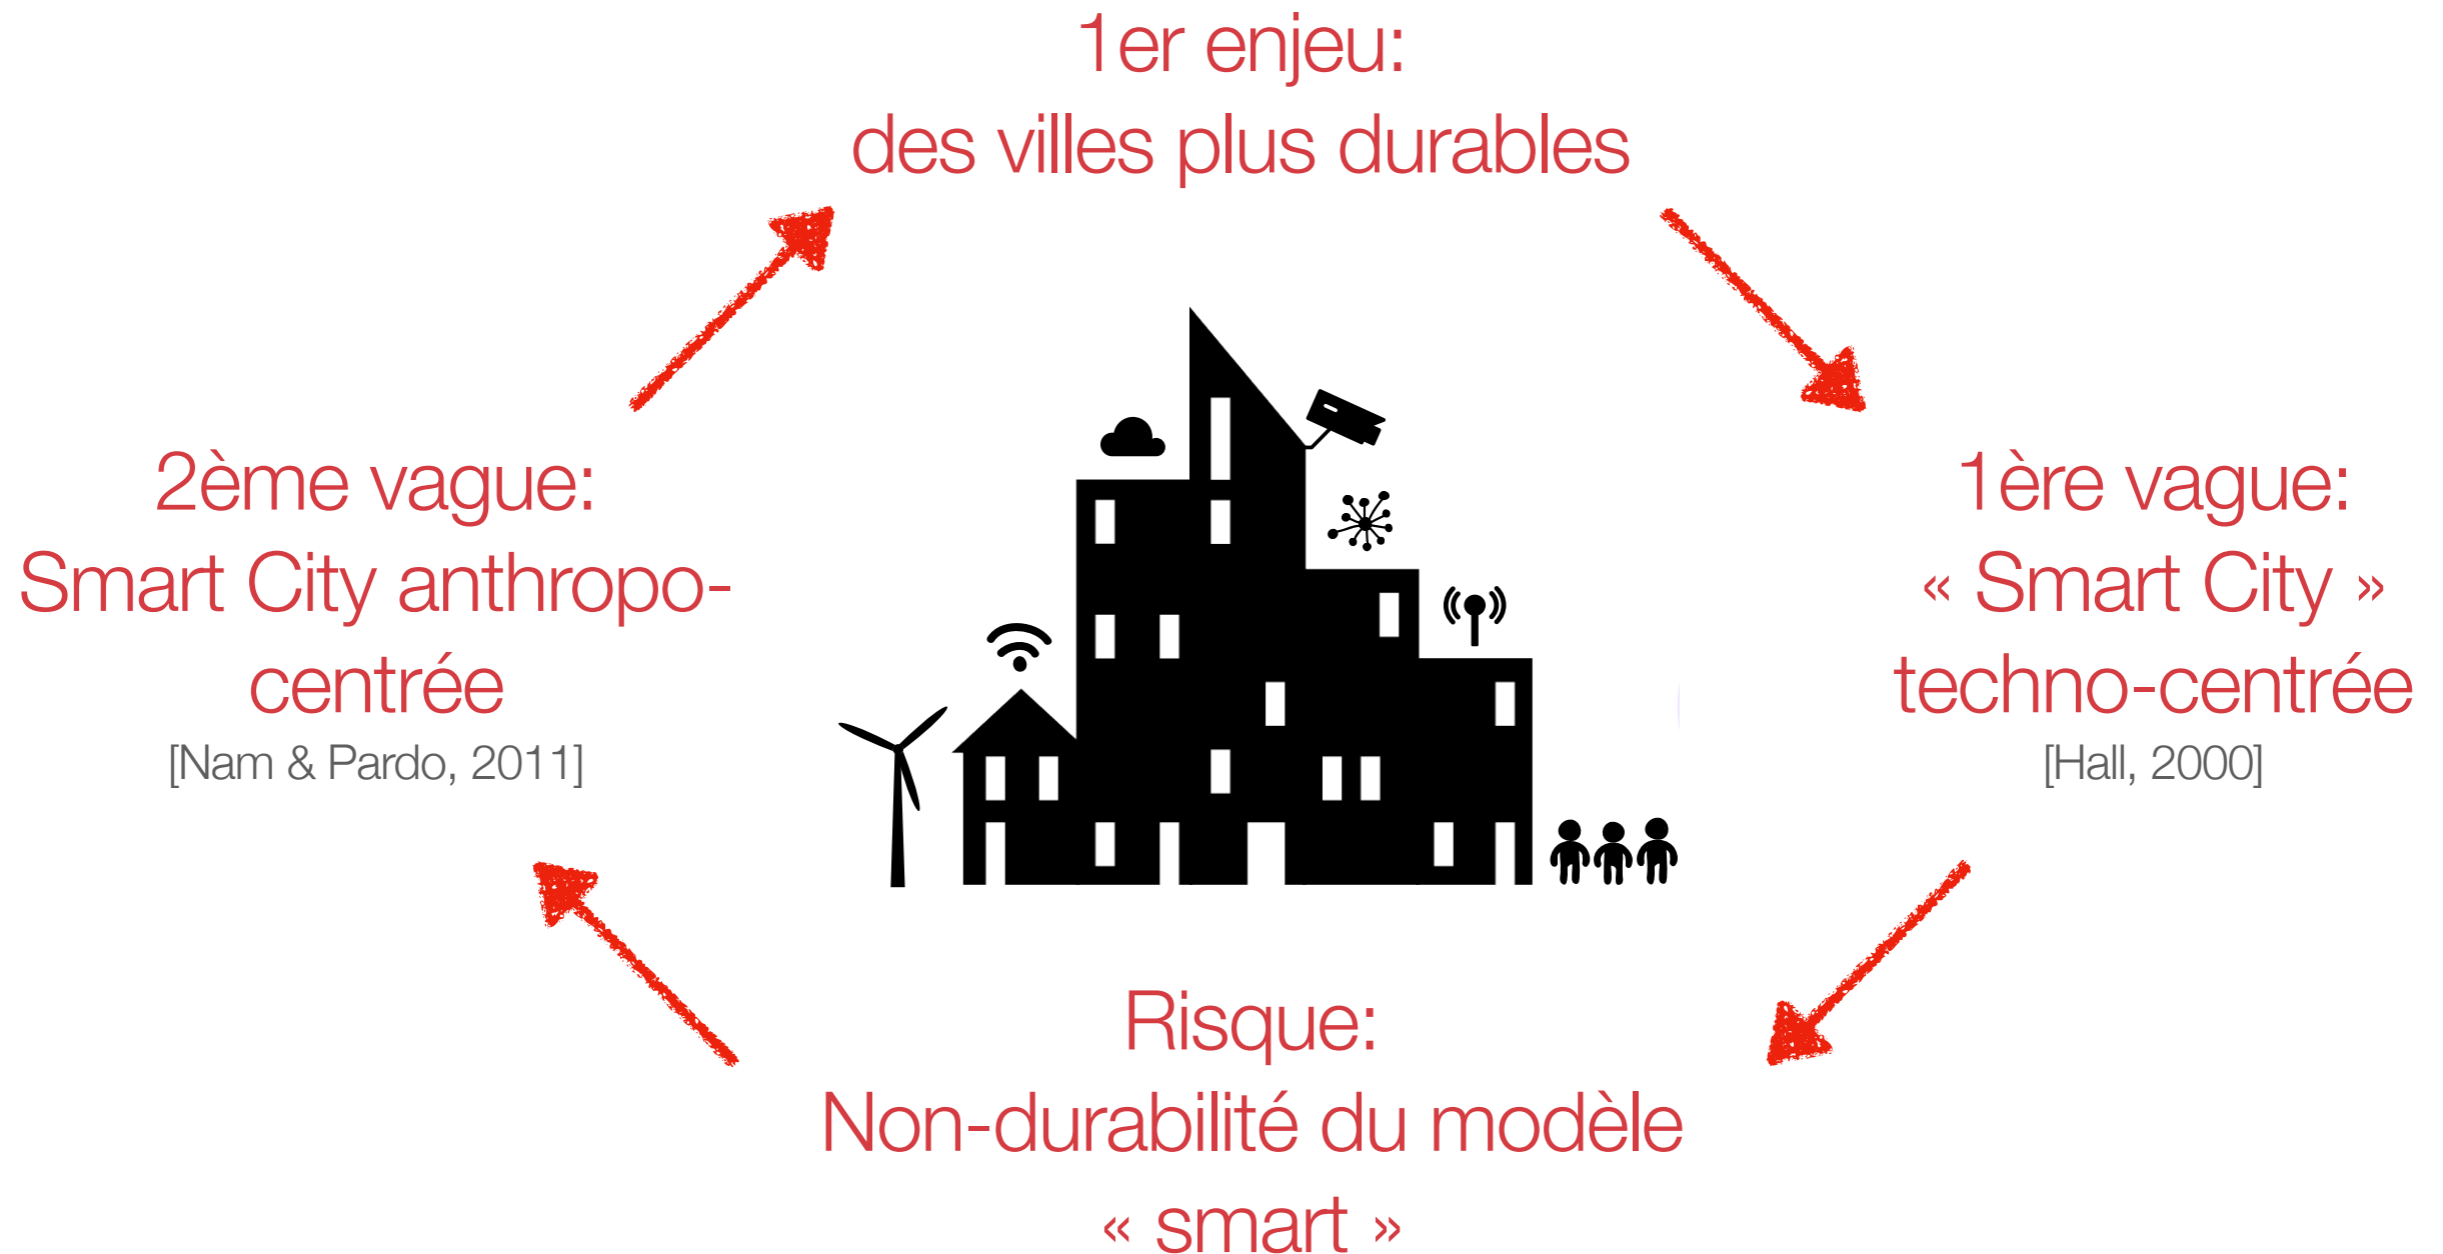 1er enjeu:
des villes plus durables
2ème vague:
Smart City anthropo-
centrée
[Nam & Pardo, 2011]
1ère vague:
« Smart City »
techno-centrée
[Hall, 2000]
Risque:
Non-durabilité du modèle
« smart »